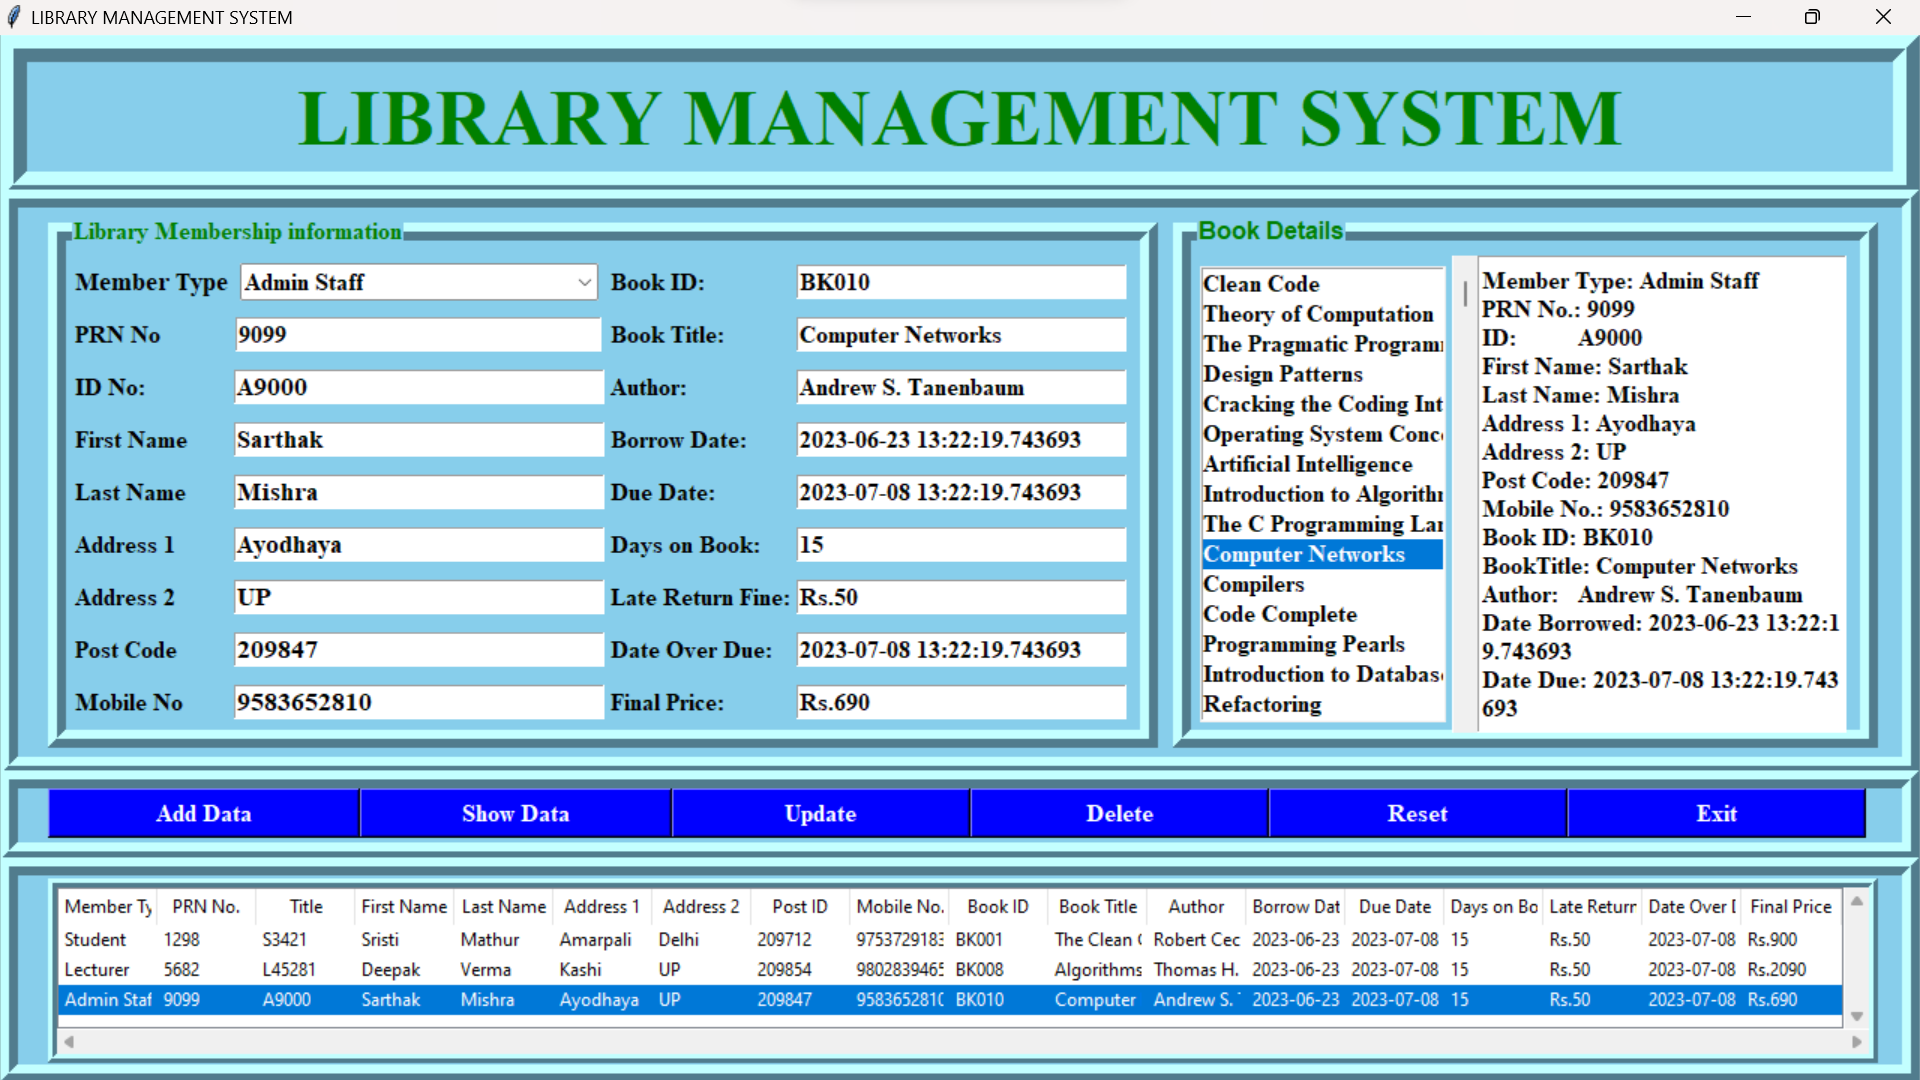 LIBRARY MANAGEMENT SYSTEM
LIBRARY MANAGEMENT SYSTEM
Library Membership information
Member Type Admin Staff Book ID: BK010
PRN No 9099 Book Title: Computer Networks
ID No: A9000 Author: Andrew S. Tanenbaum
First Name Sarthak Borrow Date: 2023-06-23 13:22:19.743693
Last Name Mishra Due Date: 2023-07-08 13:22:19.743693
Address 1 Ayodhaya Days on Book: 15
Address 2 UP Late Return Fine: Rs.50
Post Code 209847 Date Over Due: 2023-07-08 13:22:19.743693
Mobile No 9583652810 Final Price: Rs.690
Book Details
Clean Code
Theory of Computation
The Pragmatic Program
Design Patterns
Cracking the Coding Int
Operating System Conc
Artificial Intelligence
Introduction to Algorith
The C Programming Lan
Computer Networks
Compilers
Code Complete
Programming Pearls
Introduction to Databas
Refactoring
Member Type: Admin Staff
PRN No.: 9099
ID: A9000
First Name: Sarthak
Last Name: Mishra
Address 1: Ayodhaya
Address 2: UP
Post Code: 209847
Mobile No.: 9583652810
Book ID: BK010
BookTitle: Computer Networks
Author: Andrew S. Tanenbaum
Date Borrowed: 2023-06-23 13:22:1
9.743693
Date Due: 2023-07-08 13:22:19.743
693
Add Data Show Data Update Delete Reset Exit
Member Ty PRN No. Title First Name Last Name Address 1 Address 2 Post ID Mobile No. Book ID Book Title Author Borrow Dat Due Date Days on Bo Late Return Date Over D Final Price
Student 1298 S3421 Sristi Mathur Amarpali Delhi 209712 9753729183 BK001 The Clean C Robert Cec 2023-06-23 2023-07-08 15 Rs.50 2023-07-08 Rs.900
Lecturer 5682 L45281 Deepak Verma Kashi UP 209854 9802839465 BK008 Algorithms Thomas H. 2023-06-23 2023-07-08 15 Rs.50 2023-07-08 Rs.2090
Admin Staf 9099 A9000 Sarthak Mishra Ayodhaya UP 209847 9583652810 BK010 Computer Andrew S. 2023-06-23 2023-07-08 15 Rs.50 2023-07-08 Rs.690